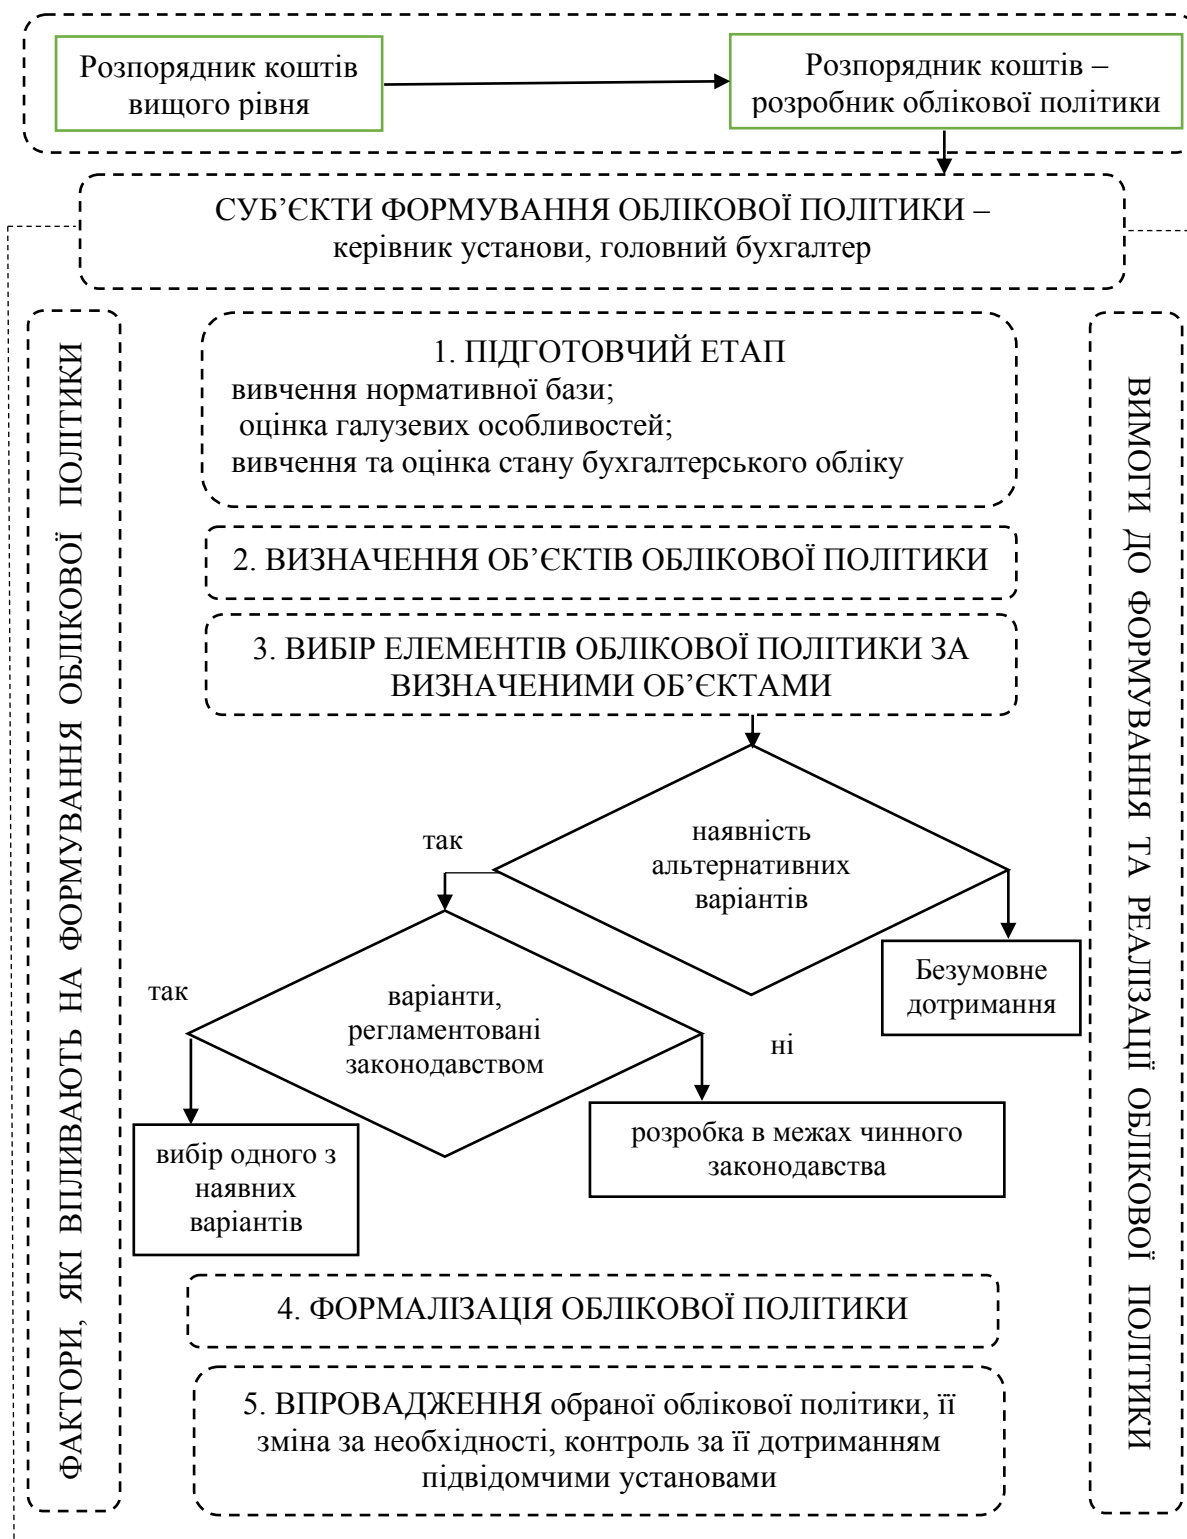 Розпорядник коштів
вищого рівня
Розпорядник коштів –
розробник облікової політики
СУБ’ЄКТИ ФОРМУВАННЯ ОБЛІКОВОЇ ПОЛІТИКИ –
керівник установи, головний бухгалтер
ФАКТОРИ, ЯКІ ВПЛИВАЮТЬ НА ФОРМУВАННЯ ОБЛІКОВОЇ ПОЛІТИКИ
1. ПІДГОТОВЧИЙ ЕТАП
вивчення нормативної бази;
оцінка галузевих особливостей;
вивчення та оцінка стану бухгалтерського обліку
2. ВИЗНАЧЕННЯ ОБ’ЄКТІВ ОБЛІКОВОЇ ПОЛІТИКИ
3. ВИБІР ЕЛЕМЕНТІВ ОБЛІКОВОЇ ПОЛІТИКИ ЗА
ВИЗНАЧЕНИМИ ОБ’ЄКТАМИ
наявність
альтернативних
варіантів
так
Безумовне
дотримання
варіанти,
регламентовані
законодавством
так
ні
вибір одного з
наявних
варіантів
розробка в межах чинного
законодавства
4. ФОРМАЛІЗАЦІЯ ОБЛІКОВОЇ ПОЛІТИКИ
5. ВПРОВАДЖЕННЯ обраної облікової політики, її
зміна за необхідності, контроль за її дотриманням
підвідомчими установами
ВИМОГИ ДО ФОРМУВАННЯ ТА РЕАЛІЗАЦІЇ ОБЛІКОВОЇ ПОЛІТИКИ